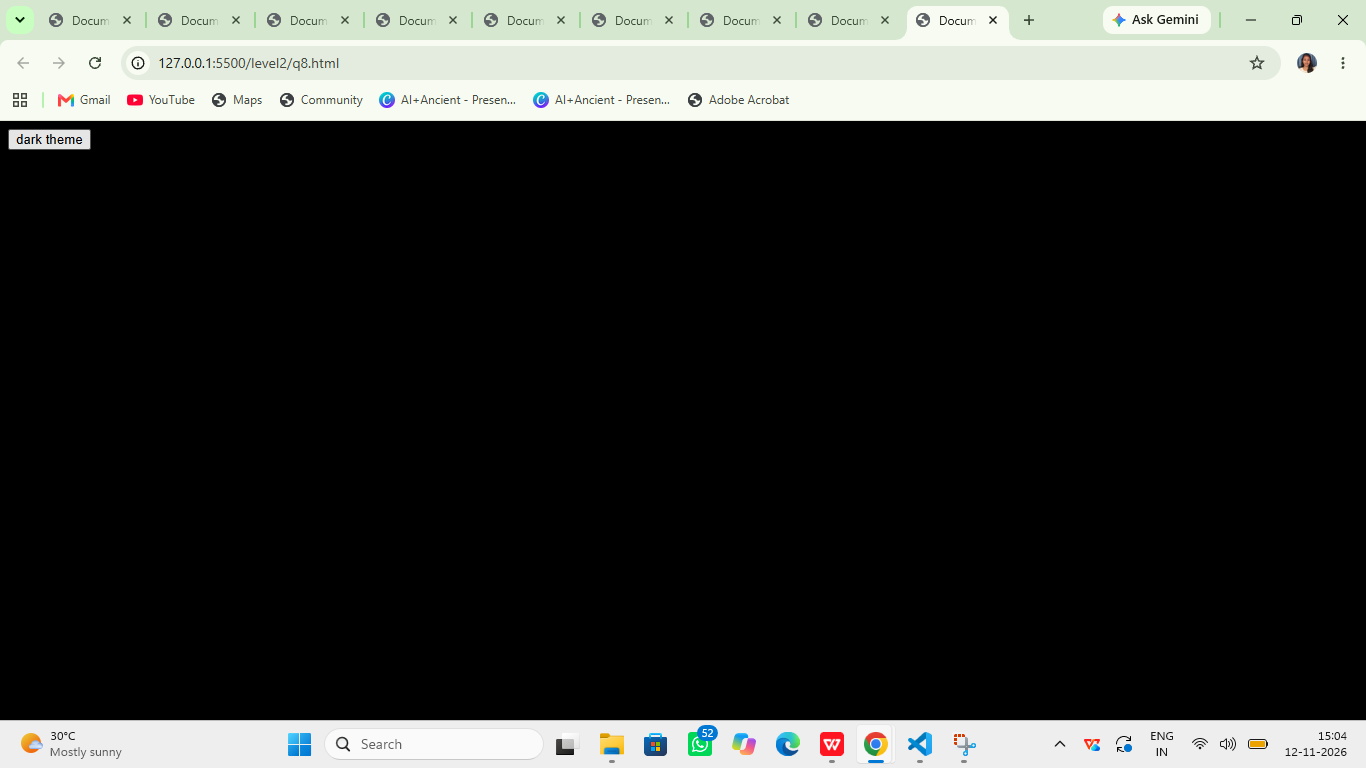 Docum
Docum
Docum
Docum
Docum
Docum
Docum
Docum
Docum
Ask Gemini
127.0.0.1:5500/level2/q8.html
Gmail
YouTube
Maps
Community
AI+Ancient - Presen...
AI+Ancient - Presen...
Adobe Acrobat
dark theme
30°C
Mostly sunny
Search
52
ENG
IN
15:04
12-11-2026